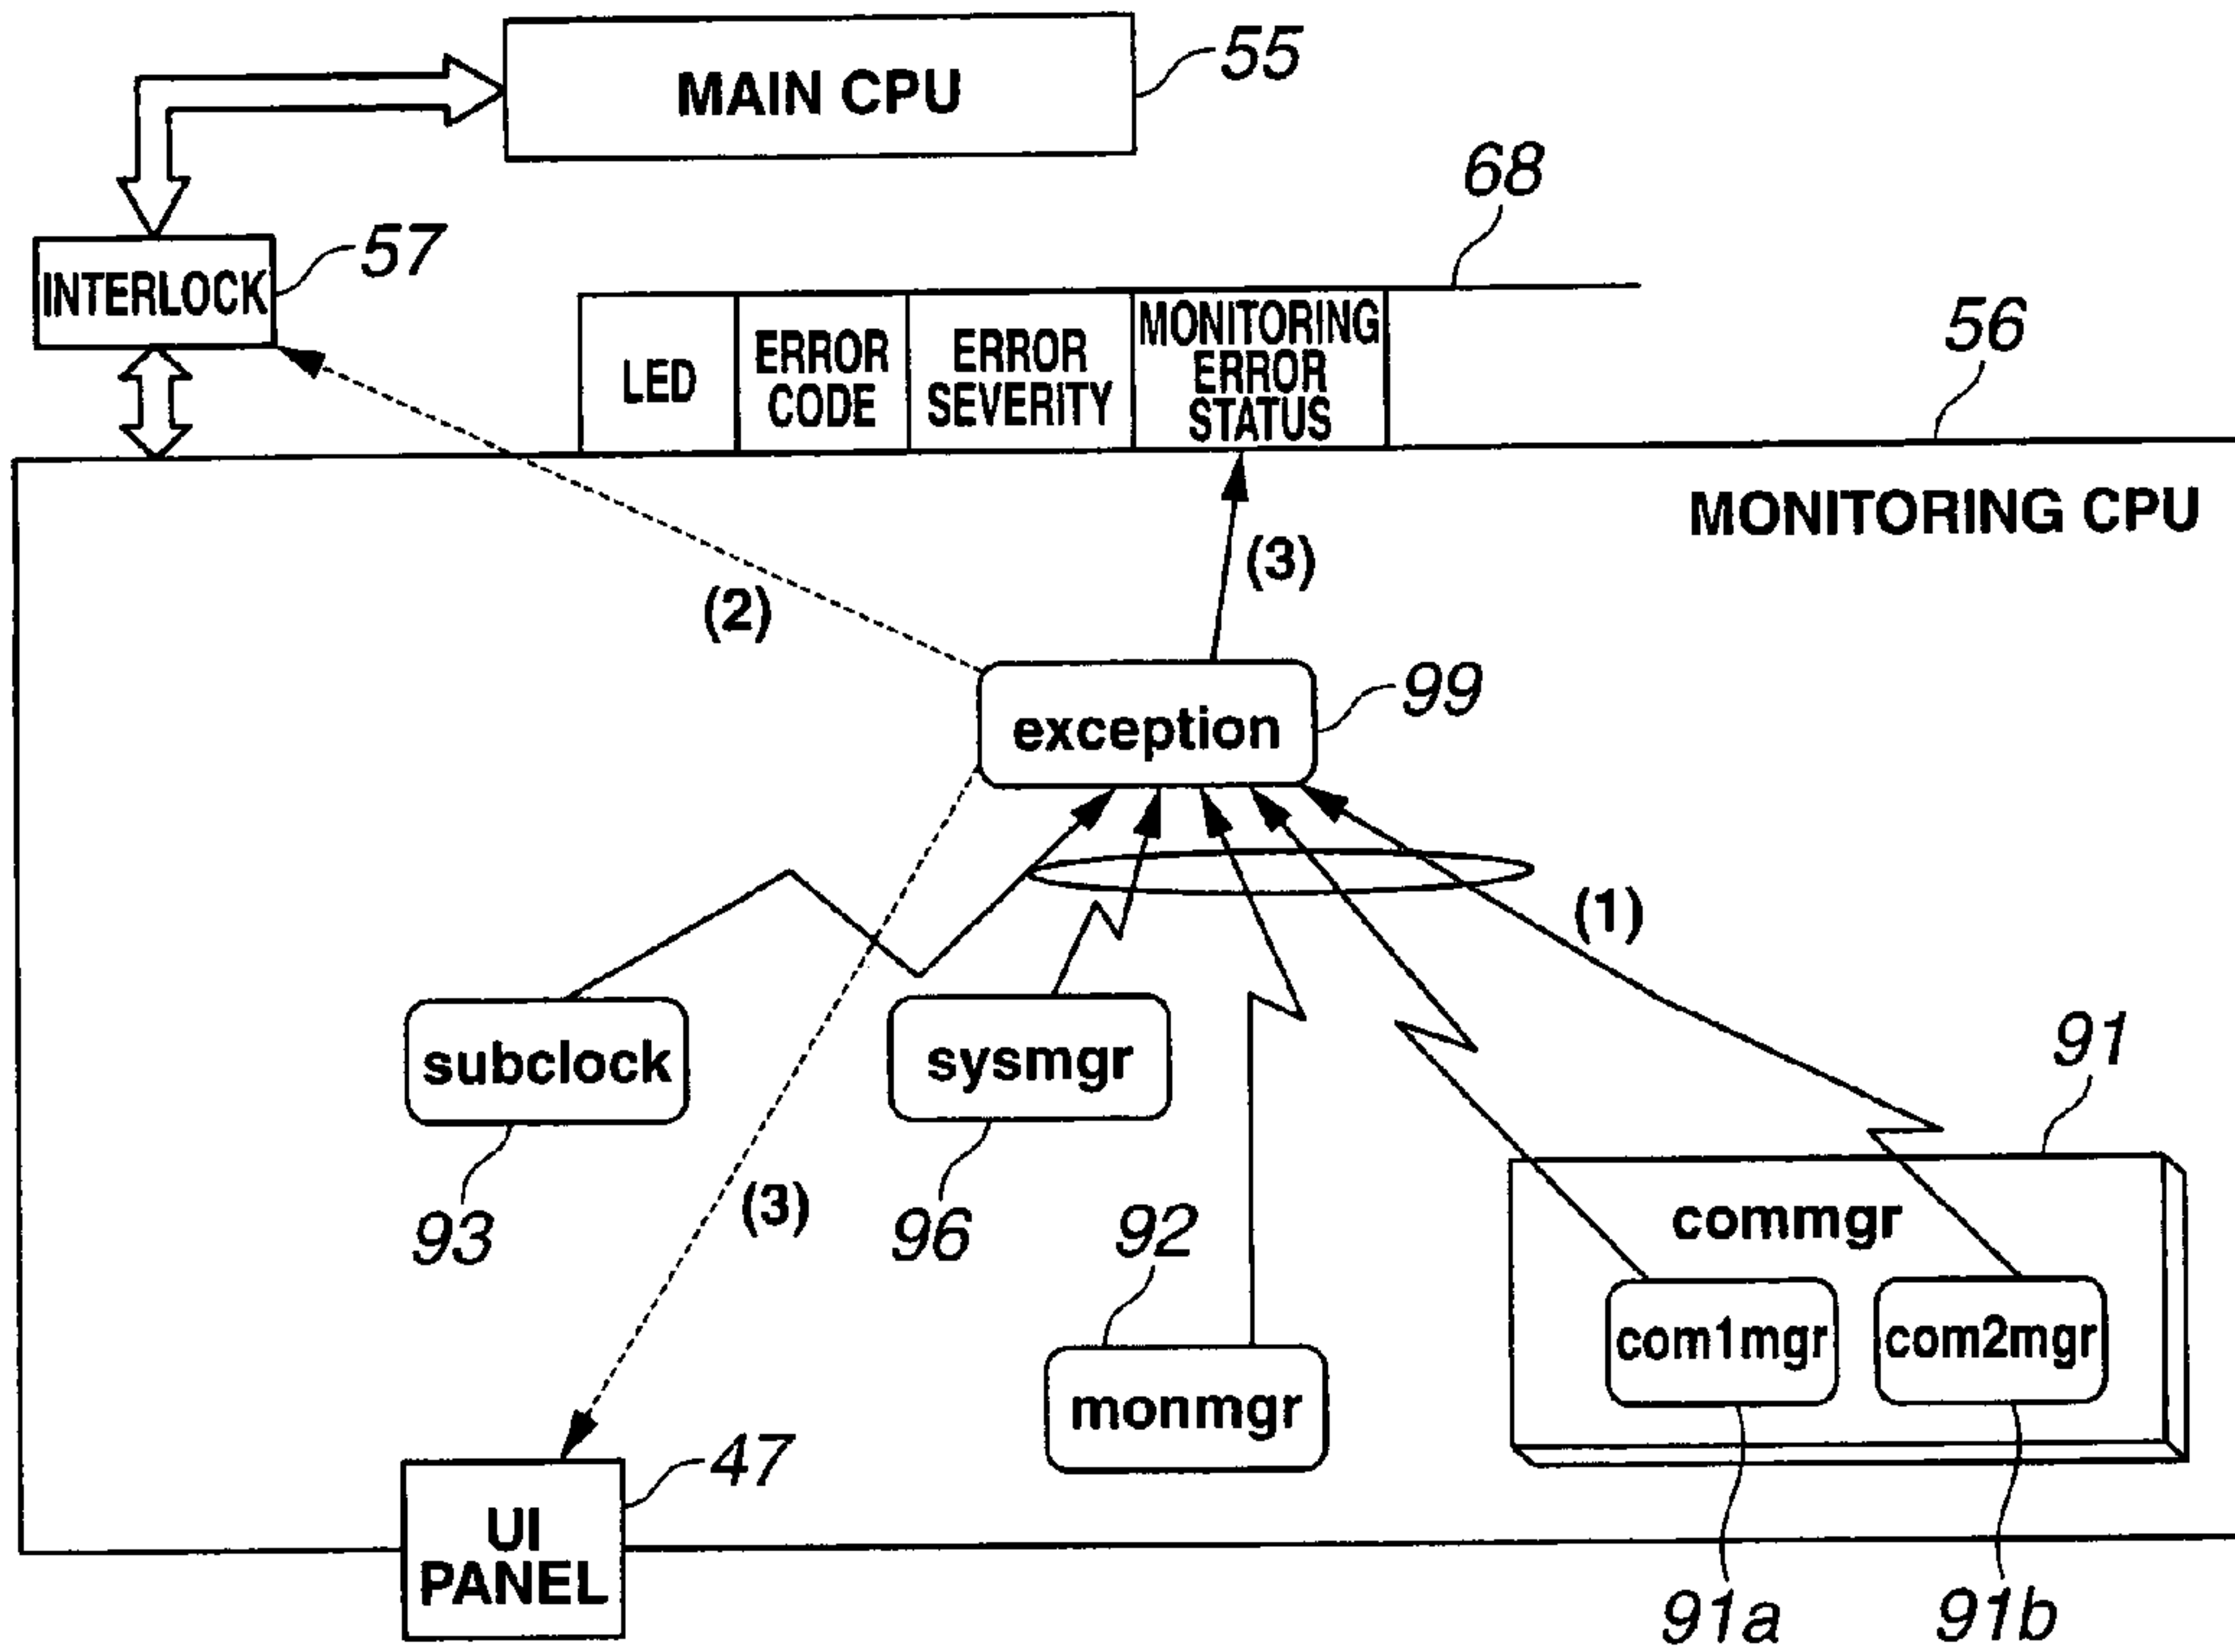 MAIN CPU
55
68
INTERLOCK
57
LED
ERROR
CODE
ERROR
SEVERITY
MONITORING
ERROR
STATUS
56
MONITORING CPU
(3)
(2)
exception
99
(1)
subclock
93
sysmgr
96
(3)
92
monmgr
91
commgr
com1mgr
com2mgr
47
UI
PANEL
91a
91b